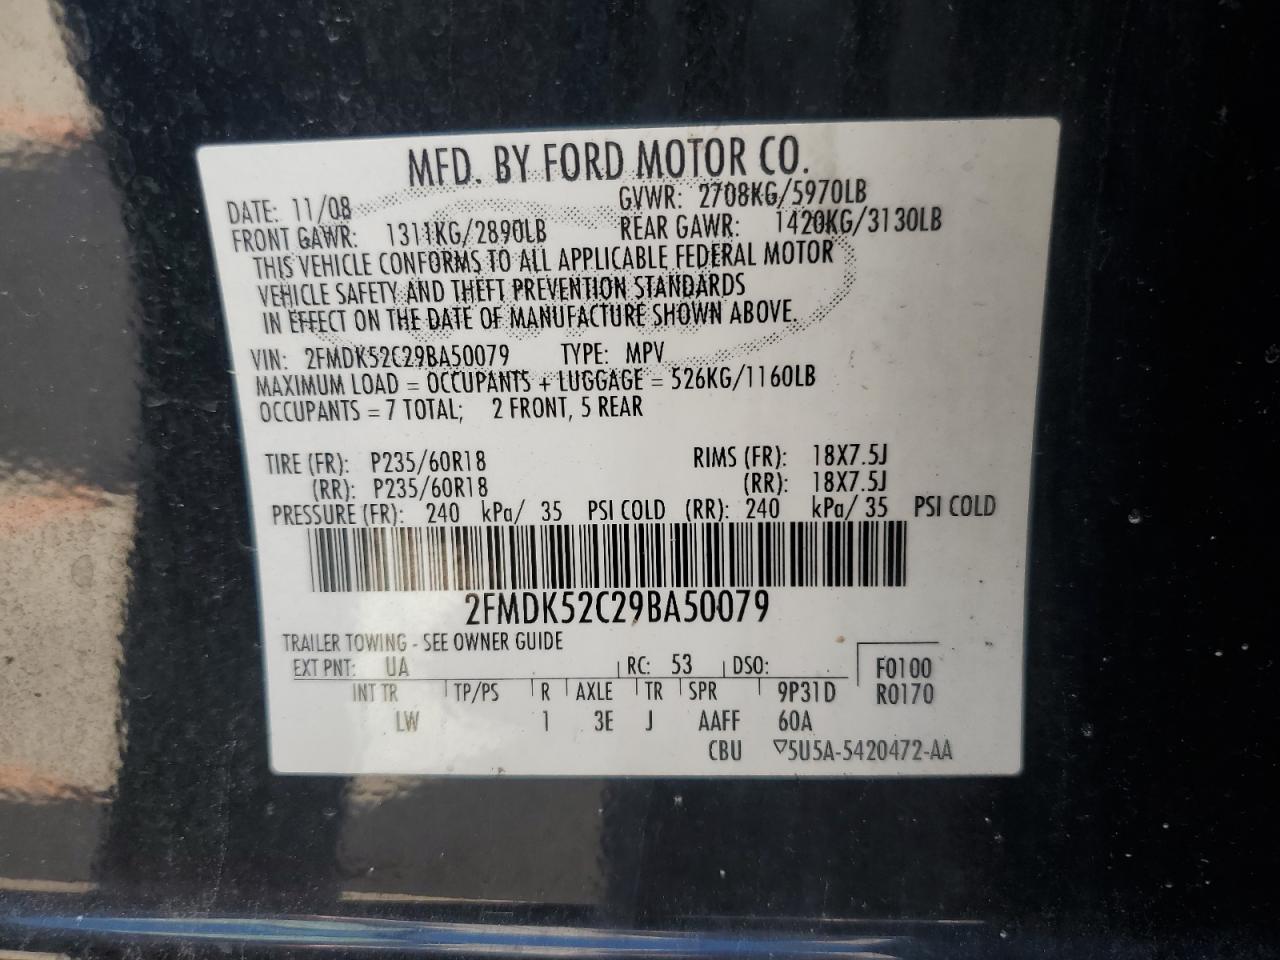 MFD. BY FORD MOTOR CO.
DATE: 11/08 GVWR: 2708KG/5970LB
FRONT GAWR: 1311KG/2890LB REAR GAWR: 1420KG/3130LB
THIS VEHICLE CONFORMS TO ALL APPLICABLE FEDERAL MOTOR
VEHICLE SAFETY AND THEFT PREVENTION STANDARDS
IN EFFECT ON THE DATE OF MANUFACTURE SHOWN ABOVE.
VIN: 2FMDK52C29BA50079 TYPE: MPV
MAXIMUM LOAD = OCCUPANTS + LUGGAGE = 526KG/1160LB
OCCUPANTS = 7 TOTAL; 2 FRONT, 5 REAR
TIRE (FR): P235/60R18 RIMS (FR): 18X7.5J
(RR): P235/60R18 (RR): 18X7.5J
PRESSURE (FR): 240 kPa/ 35 PSI COLD (RR): 240 kPa/ 35 PSI COLD
2FMDK52C29BA50079
TRAILER TOWING - SEE OWNER GUIDE
EXT PNT: UA RC: 53 DSO: F0100
INT TR TP/PS R AXLE TR SPR 9P31D R0170
LW 1 3E J AAFF 60A
CBU ▽5U5A-5420472-AA